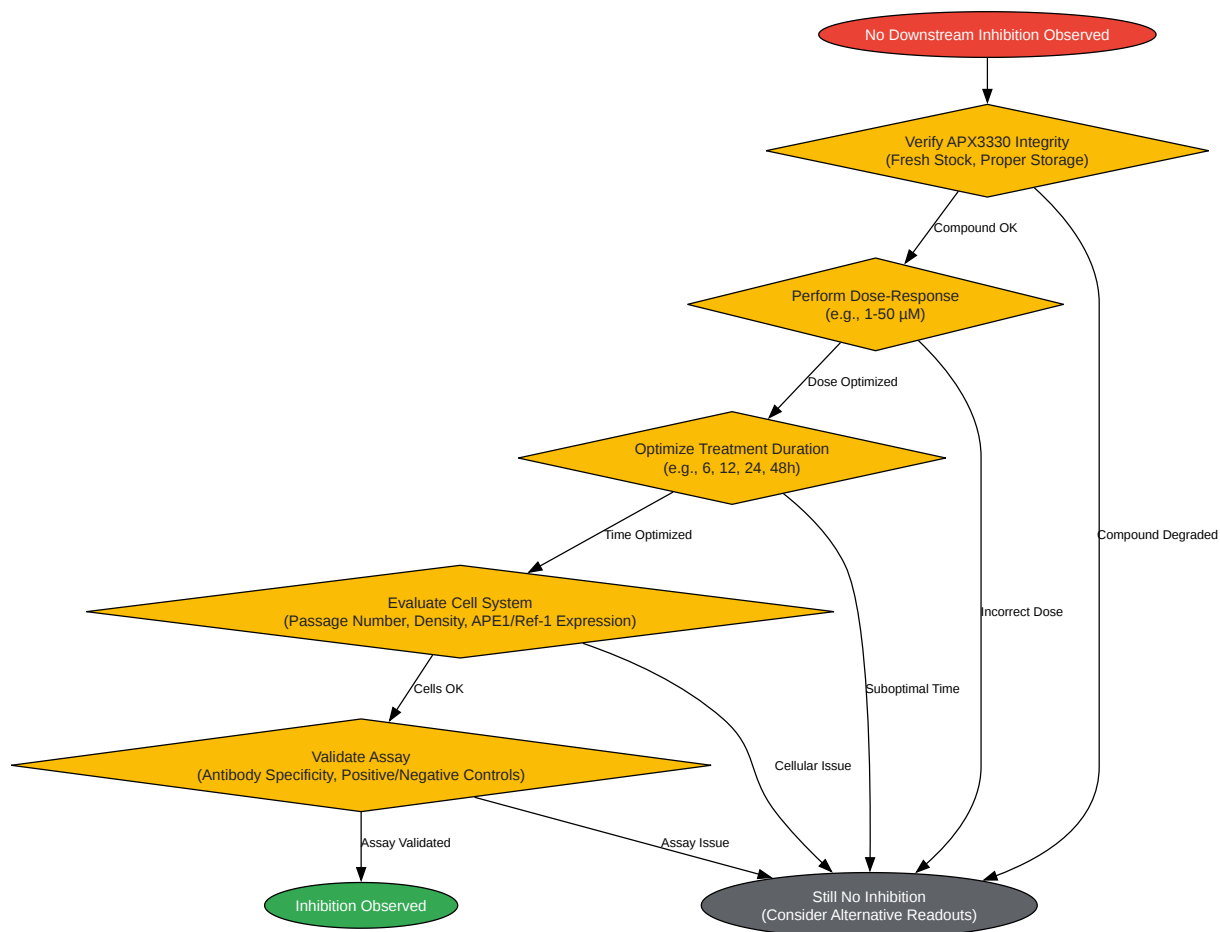 No Downstream Inhibition Observed
Verify APX3330 Integrity
(Fresh Stock, Proper Storage)
Compound OK
Perform Dose-Response
(e.g., 1-50 µM)
Dose Optimized
Optimize Treatment Duration
(e.g., 6, 12, 24, 48h)
Time Optimized
Compound Degraded
Evaluate Cell System
(Passage Number, Density, APE1/Ref-1 Expression)
Incorrect Dose
Cells OK
Suboptimal Time
Validate Assay
(Antibody Specificity, Positive/Negative Controls)
Cellular Issue
Assay Validated
Assay Issue
Inhibition Observed
Still No Inhibition
(Consider Alternative Readouts)